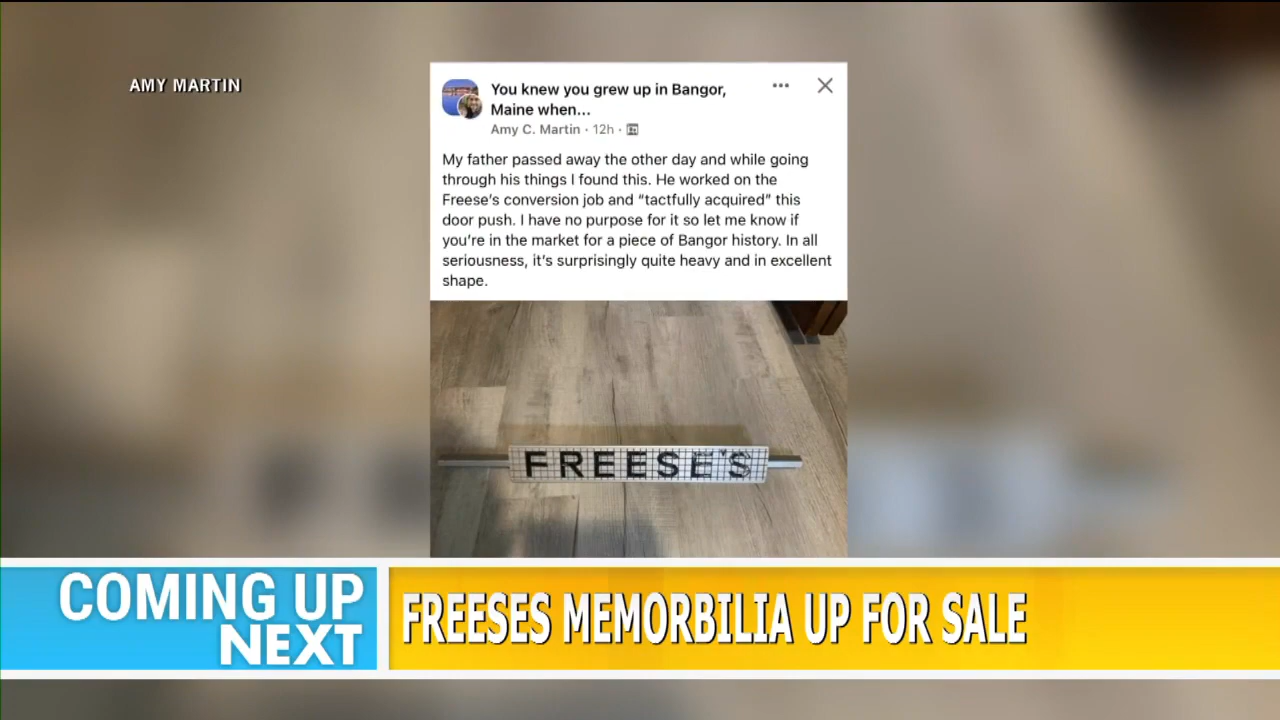 AMY MARTIN
You knew you grew up in Bangor,
Maine when...
Amy C. Martin · 12h ·
My father passed away the other day and while going
through his things I found this. He worked on the
Freese's conversion job and “tactfully acquired” this
door push. I have no purpose for it so let me know if
you're in the market for a piece of Bangor history. In all
seriousness, it's surprisingly quite heavy and in excellent
shape.
FREESE'S
COMING UP
NEXT
FREESES MEMORBILIA UP FOR SALE